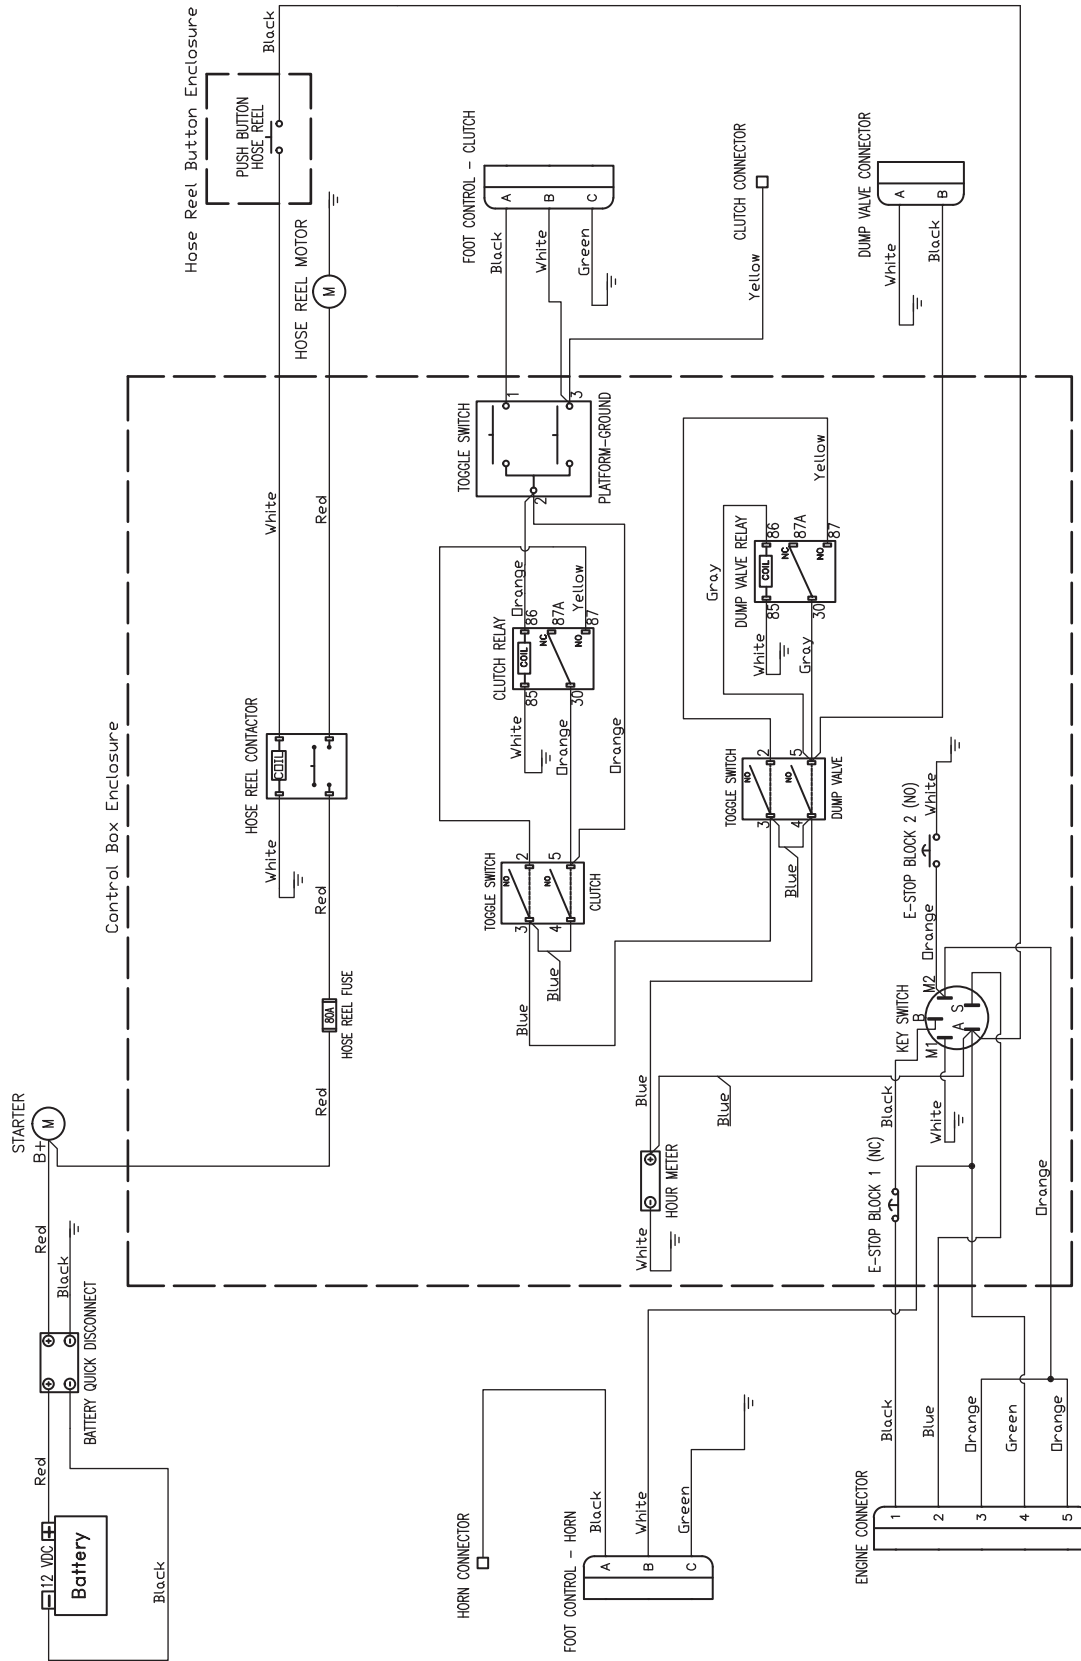 Hose Reel Button Enclosure
Black
PUSH BUTTON
HOSE REEL
HOSE REEL MOTOR
M
White
Red
FOOT CONTROL - CLUTCH
A
B
C
Black
White
Green
CLUTCH CONNECTOR
Yellow
DUMP VALVE CONNECTOR
A
B
White
Black
Control Box Enclosure
HOSE REEL CONTACTOR
COIL
White
Red
80A
HOSE REEL FUSE
Red
TOGGLE SWITCH
1
3
2
PLATFORM-GROUND
CLUTCH RELAY
COIL
NC
NO
85
86
87A
87
30
Orange
Yellow
White
Orange
Orange
TOGGLE SWITCH
NO
NO
3
2
4
5
CLUTCH
Blue
Blue
DUMP VALVE RELAY
COIL
NC
NO
85
86
87A
87
30
Gray
Yellow
White
Gray
TOGGLE SWITCH
NO
NO
3
2
4
5
DUMP VALVE
Blue
E-STOP BLOCK 2 (NO)
White
Orange
KEY SWITCH
M1
B
M2
A
S
Black
White
Blue
Blue
HOUR METER
+
-
White
E-STOP BLOCK 1 (NC)
Orange
STARTER
M
B+
Red
Black
BATTERY QUICK DISCONNECT
+
+
-
-
Red
12 VDC
+
-
Battery
Black
HORN CONNECTOR
FOOT CONTROL - HORN
A
B
C
Black
White
Green
ENGINE CONNECTOR
1
2
3
4
5
Black
Blue
Orange
Green
Orange